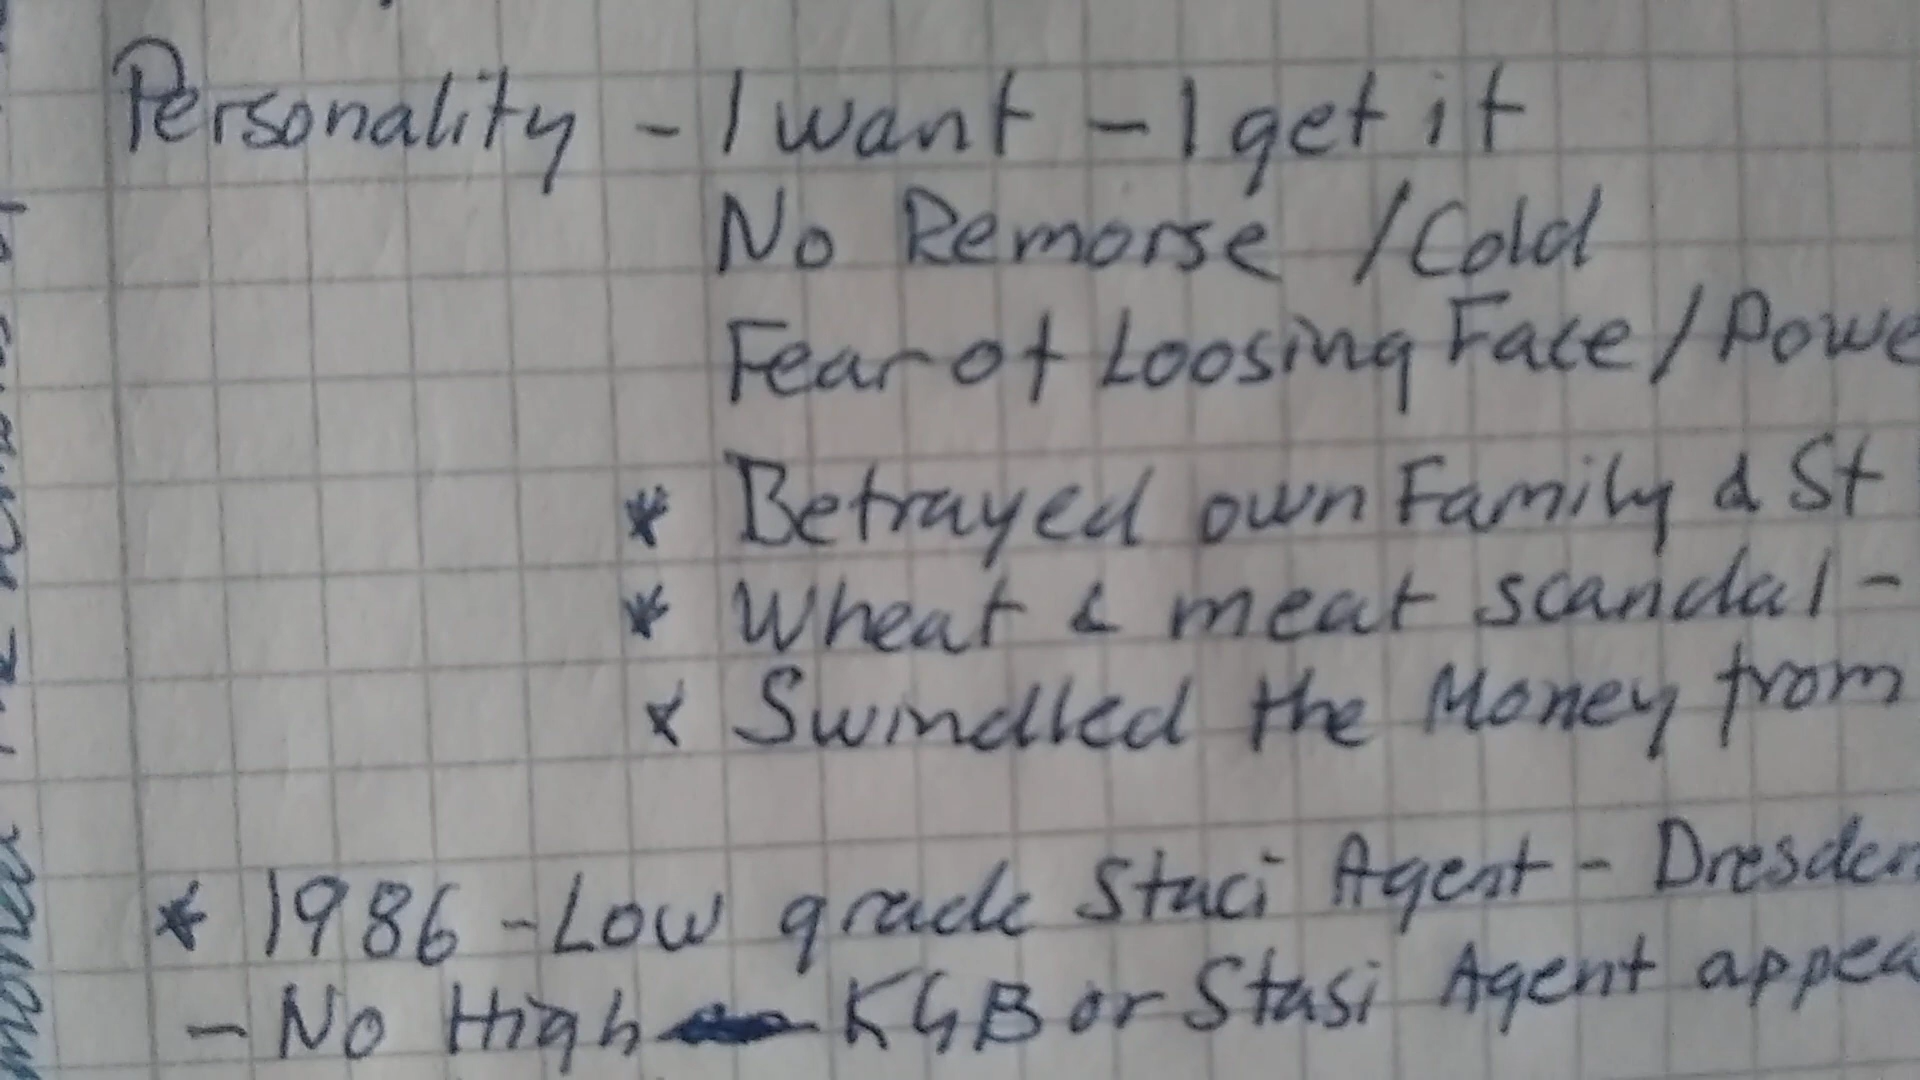 Personality - I want - I get it
No Remorse / Cold
Fear of Loosing Face / Powe
* Betrayed own Family & St
* Wheat & meat scandal -
* Swindled the Money from
* 1986 - Low grade Staci Agent - Dresden
- No High KGB or Stasi Agent appea